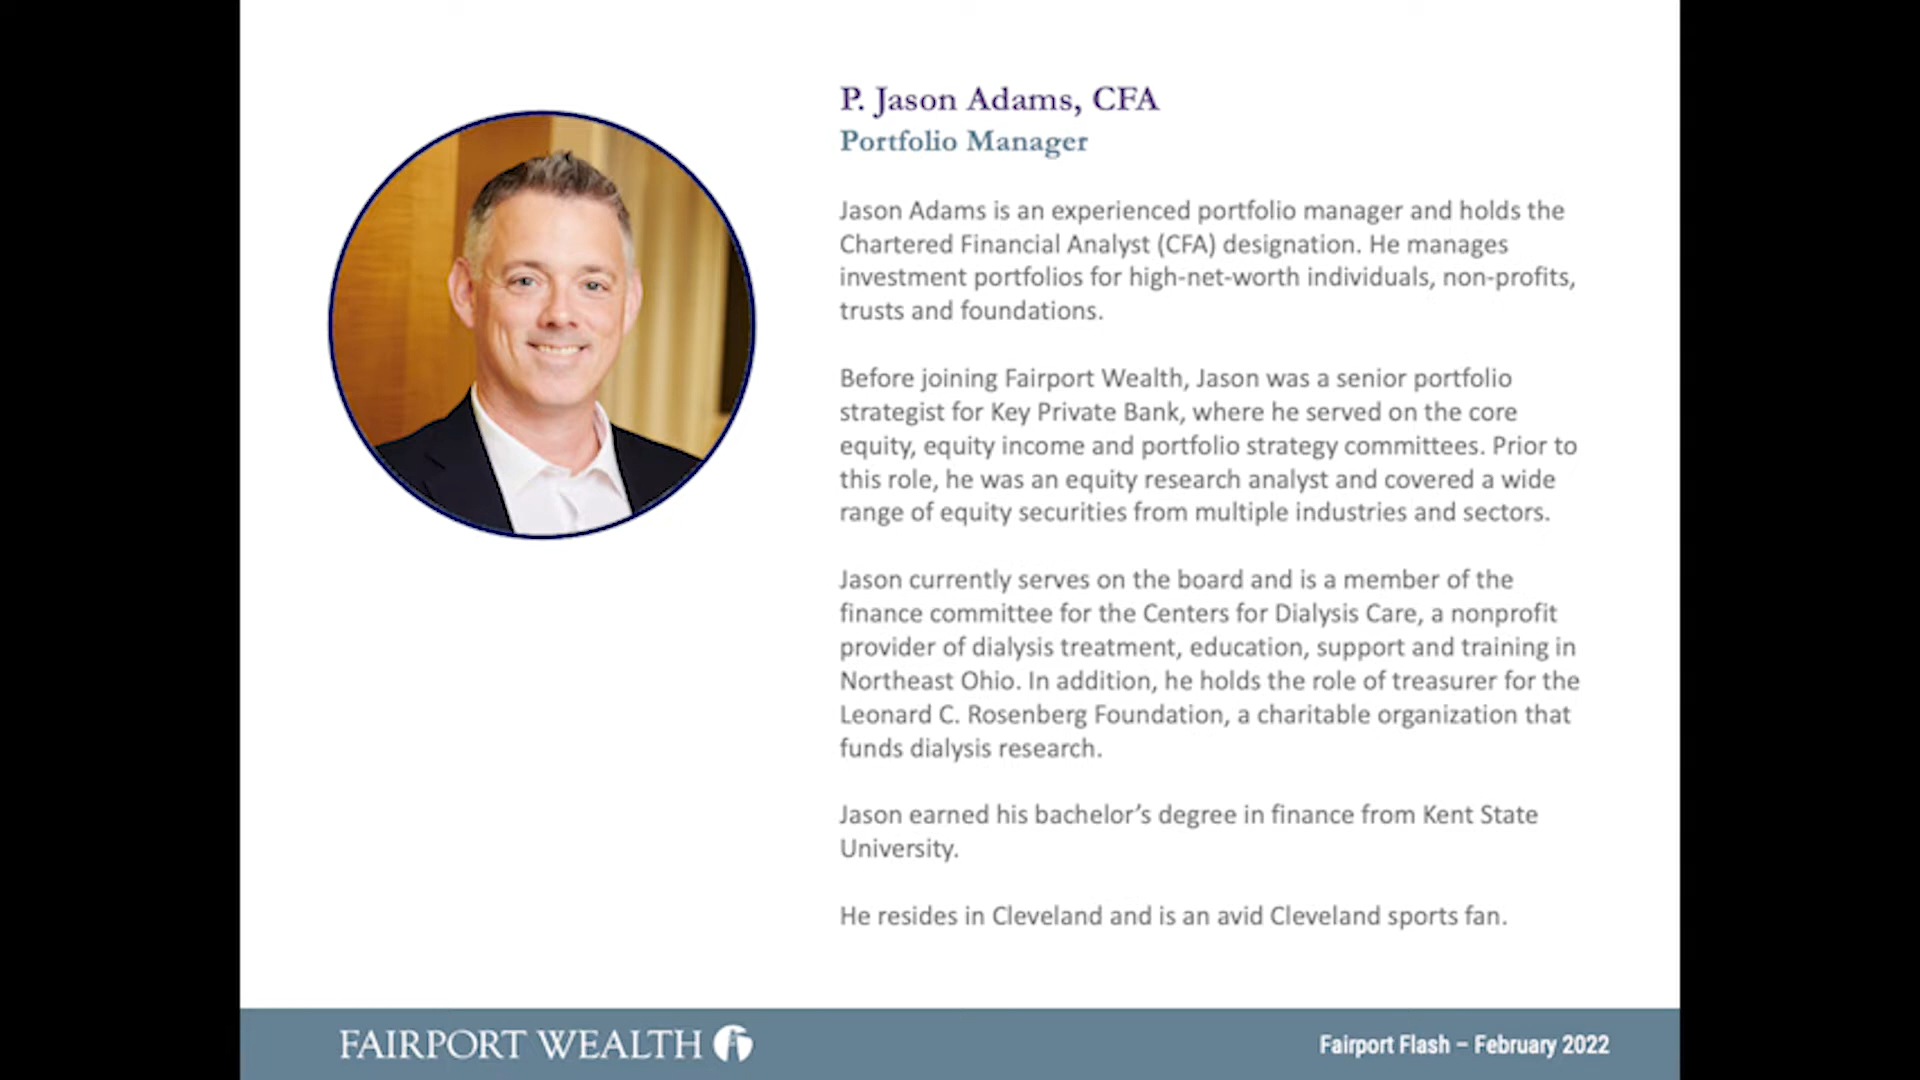 P. Jason Adams, CFA
Portfolio Manager
Jason Adams is an experienced portfolio manager and holds the
Chartered Financial Analyst (CFA) designation. He manages
investment portfolios for high-net-worth individuals, non-profits,
trusts and foundations.
Before joining Fairport Wealth, Jason was a senior portfolio
strategist for Key Private Bank, where he served on the core
equity, equity income and portfolio strategy committees. Prior to
this role, he was an equity research analyst and covered a wide
range of equity securities from multiple industries and sectors.
Jason currently serves on the board and is a member of the
finance committee for the Centers for Dialysis Care, a nonprofit
provider of dialysis treatment, education, support and training in
Northeast Ohio. In addition, he holds the role of treasurer for the
Leonard C. Rosenberg Foundation, a charitable organization that
funds dialysis research.
Jason earned his bachelor’s degree in finance from Kent State
University.
He resides in Cleveland and is an avid Cleveland sports fan.
FAIRPORT WEALTH
Fairport Flash – February 2022